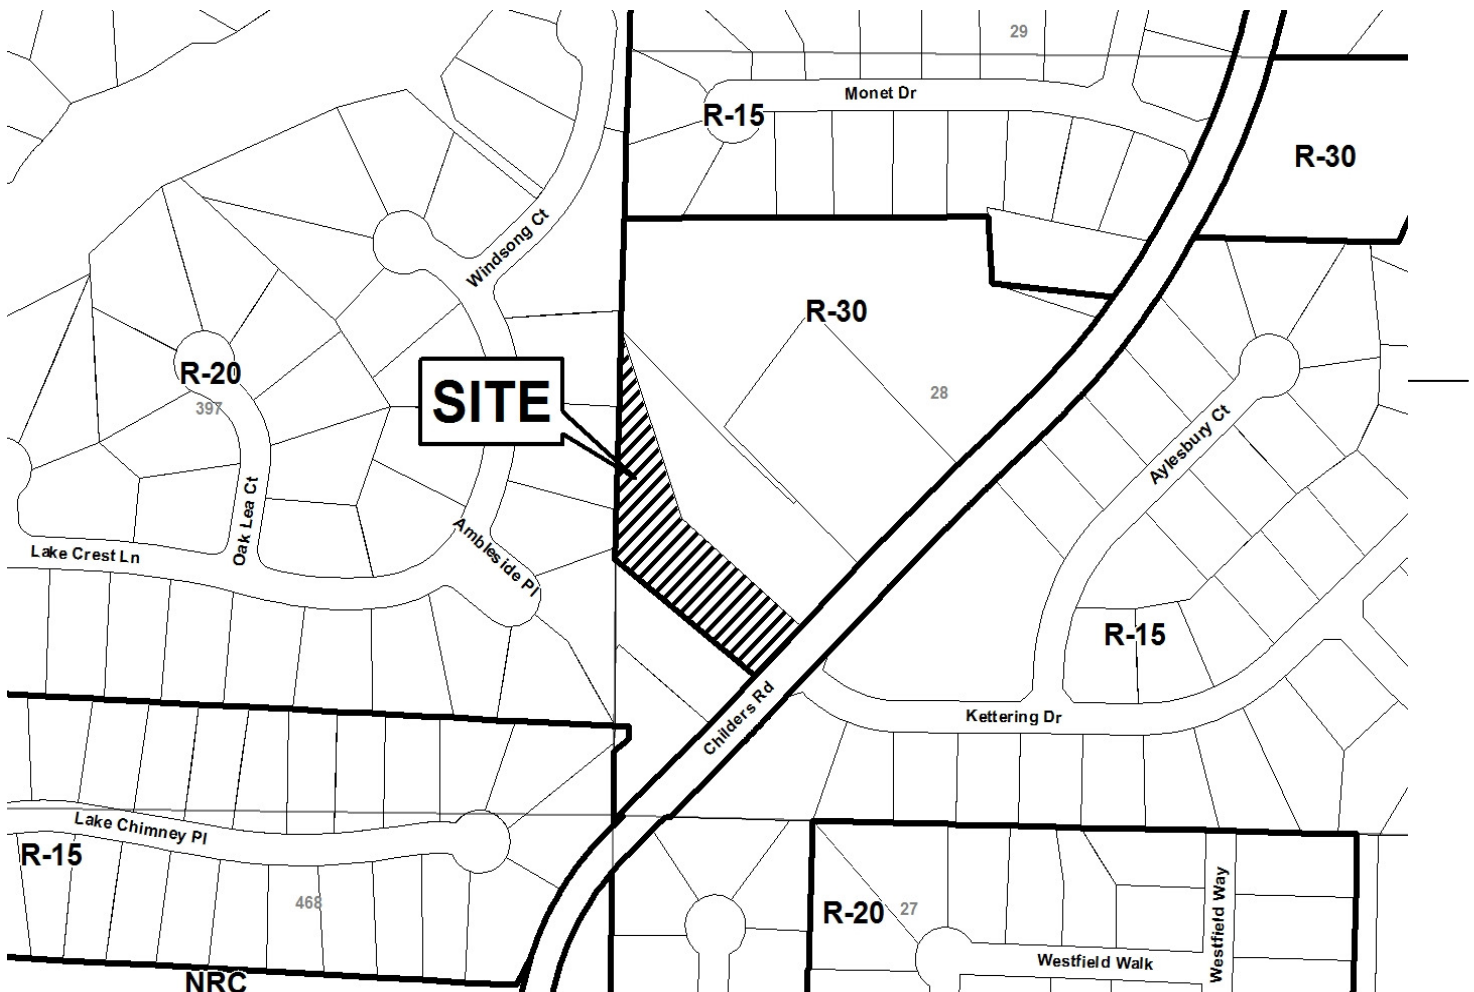 29
Monet Dr
R-15
R-30
Windsong Ct
R-30
R-20
397
SITE
28
Aylesbury Ct
Oak Lea Ct
Lake Crest Ln
Ambleside Pl
R-15
Childers Rd
Kettering Dr
Lake Chimney Pl
R-15
468
R-20
27
Westfield Way
Westfield Walk
NRC